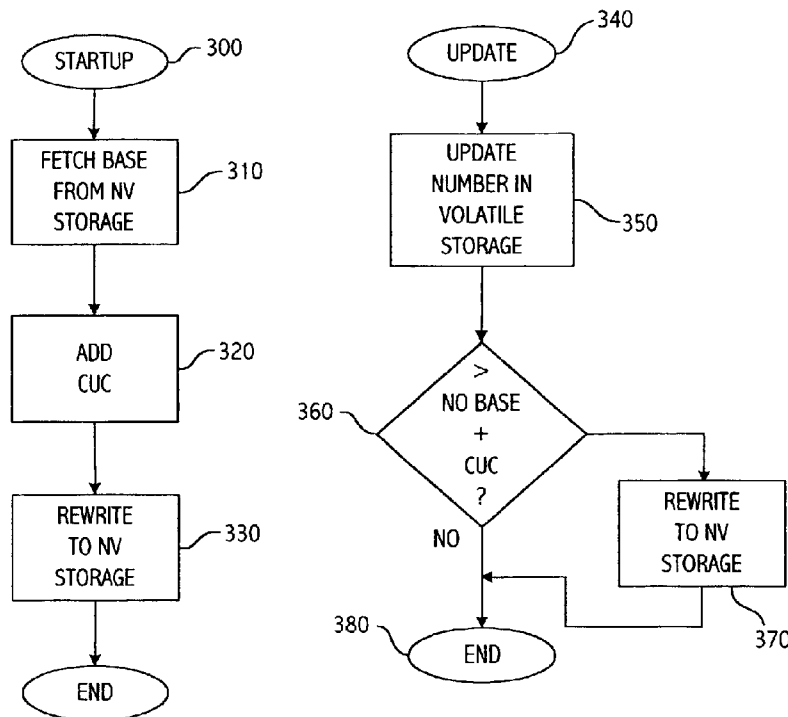 STARTUP
300
FETCH BASE
FROM NV
STORAGE
310
ADD
CUC
320
REWRITE
TO NV
STORAGE
330
END
UPDATE
340
UPDATE
NUMBER IN
VOLATILE
STORAGE
350
>
NO BASE
+
CUC
?
360
NO
REWRITE
TO NV
STORAGE
370
380
END